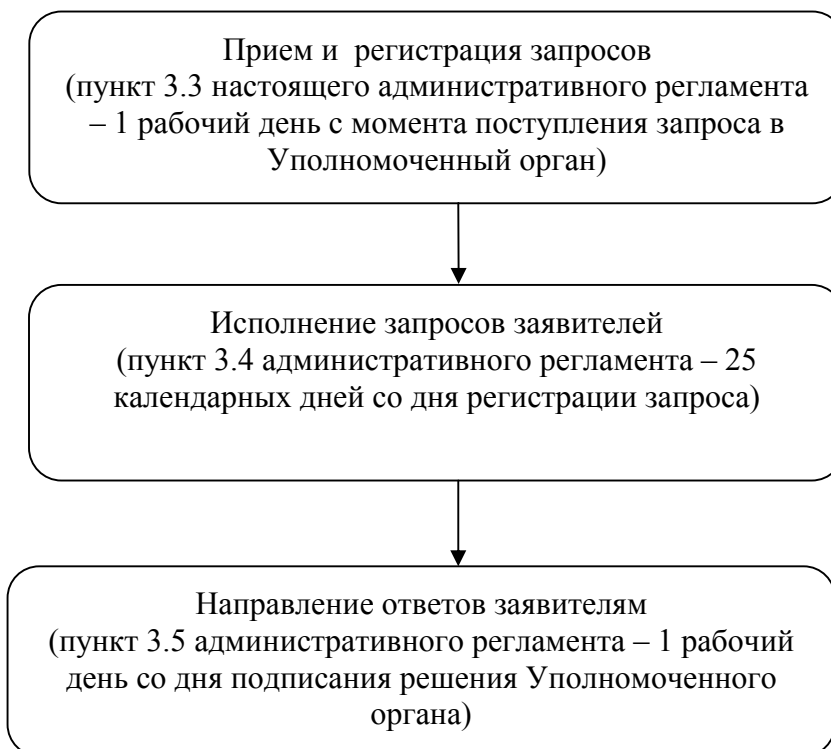 Прием и регистрация запросов
(пункт 3.3 настоящего административного регламента
– 1 рабочий день с момента поступления запроса в
Уполномоченный орган)
Исполнение запросов заявителей
(пункт 3.4 административного регламента – 25
календарных дней со дня регистрации запроса)
Направление ответов заявителям
(пункт 3.5 административного регламента – 1 рабочий
день со дня подписания решения Уполномоченного
органа)